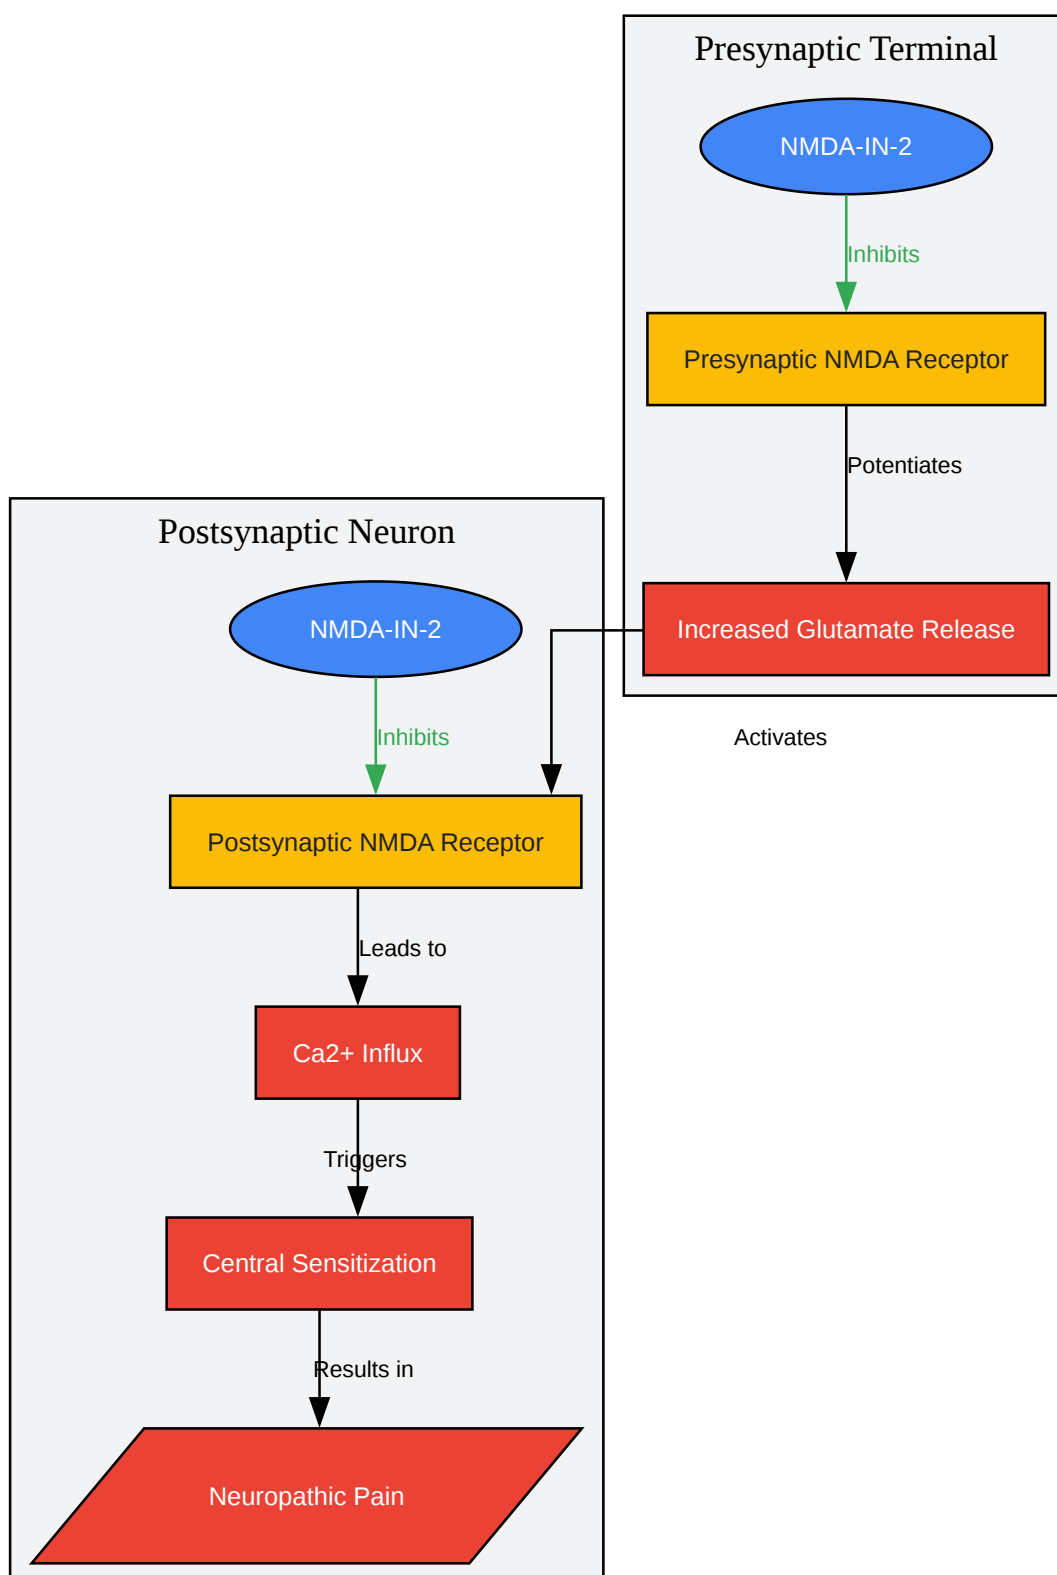 Presynaptic Terminal
NMDA-IN-2
Inhibits
Presynaptic NMDA Receptor
Potentiates
Increased Glutamate Release
Activates
Postsynaptic Neuron
NMDA-IN-2
Inhibits
Postsynaptic NMDA Receptor
Leads to
Ca2+ Influx
Triggers
Central Sensitization
Results in
Neuropathic Pain